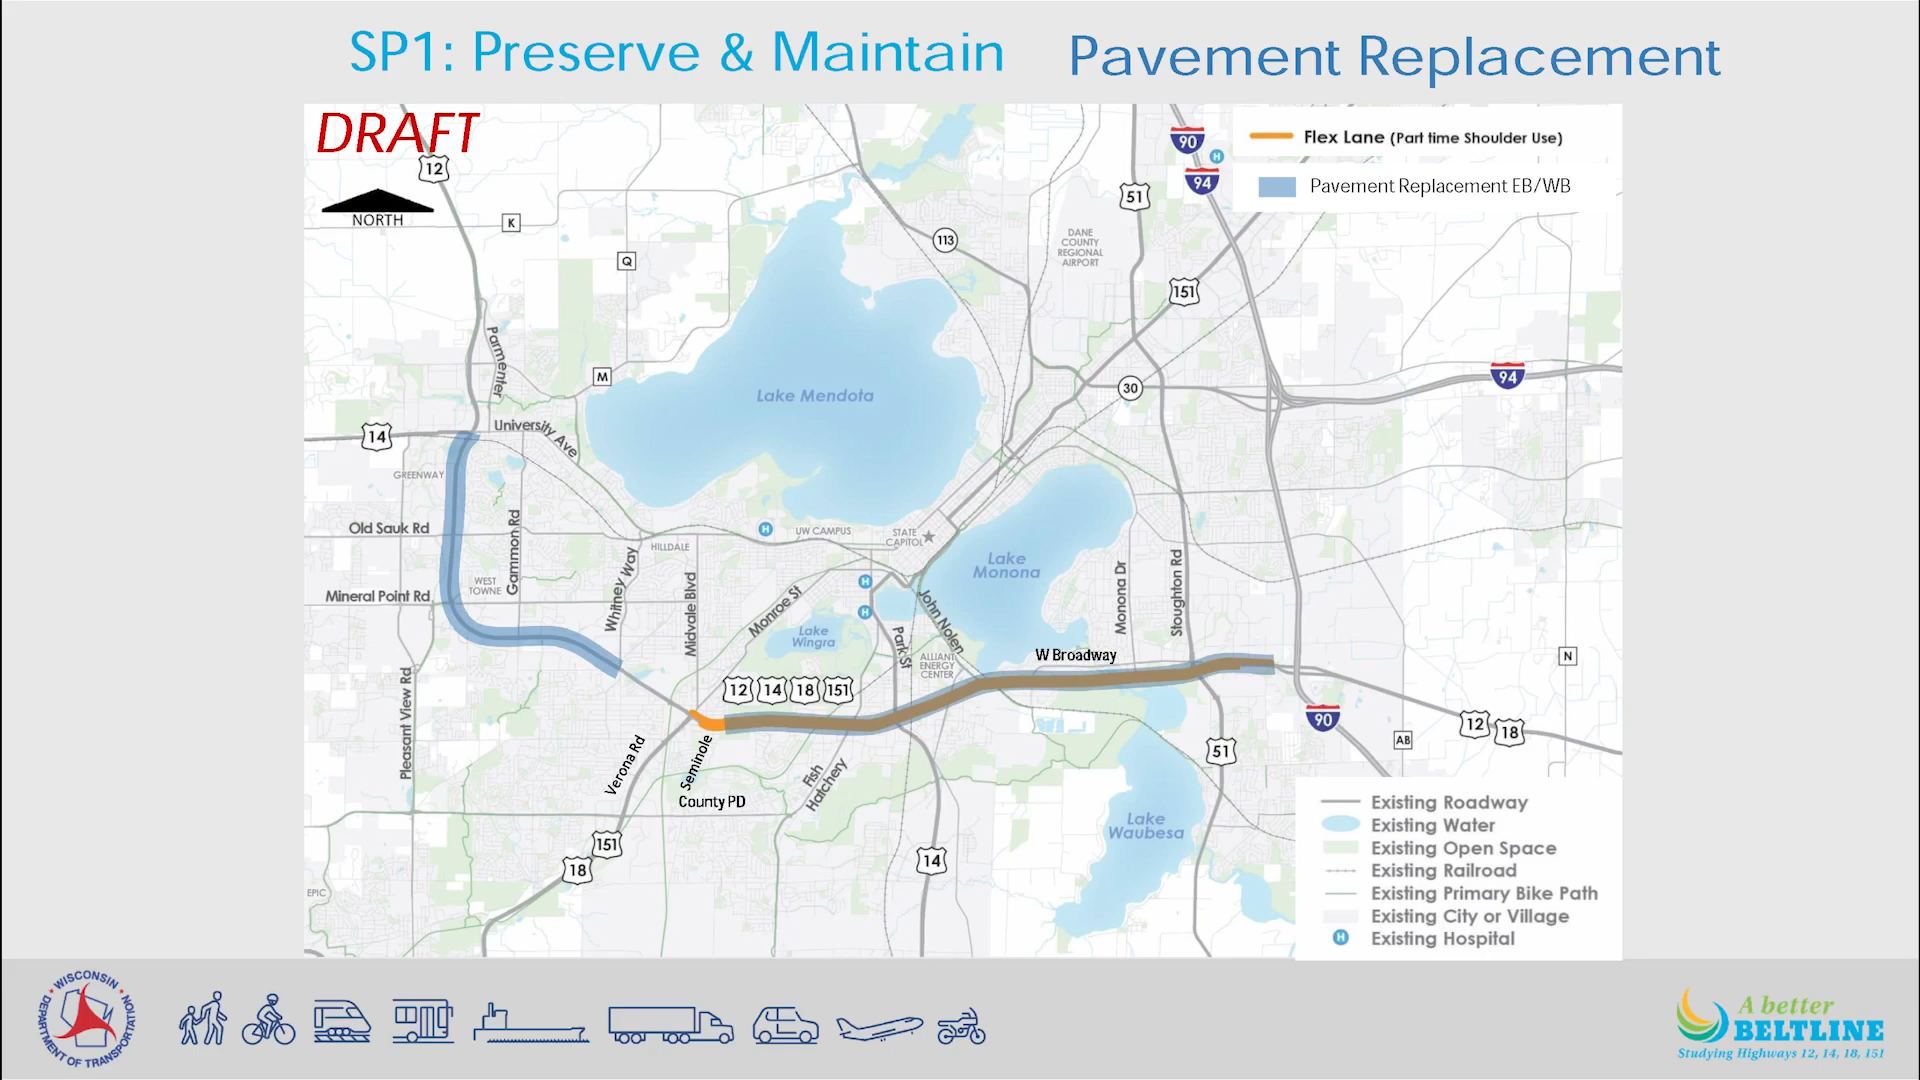 SP1: Preserve & Maintain
Pavement Replacement
DRAFT
12
NORTH
K
Q
113
51
90
H
94
Flex Lane (Part time Shoulder Use)
Pavement Replacement EB/WB
DANE
COUNTY
REGIONAL
AIRPORT
151
Parmenter
M
Lake Mendota
30
94
14
University Ave
GREENWAY
Old Sauk Rd
Gammon Rd
H
UW CAMPUS
STATE
CAPITOL
HILLDALE
Whitney Way
WEST
TOWNE
Mineral Point Rd
Midvale Blvd
Monroe St
H
H
Lake
Monona
Lake
Wingra
Park St
John Nolen
ALLIANT
ENERGY
CENTER
Monona Dr
Stoughton Rd
W Broadway
N
Pleasant View Rd
12 14 18 151
Verona Rd
Seminole
County PD
Fish
Hatchery
51
90
AB
12
18
151
18
14
Lake
Waubesa
EPIC
Existing Roadway
Existing Water
Existing Open Space
Existing Railroad
Existing Primary Bike Path
Existing City or Village
H Existing Hospital
WISCONSIN
DEPARTMENT OF TRANSPORTATION
A better
BELTLINE
Studying Highways 12, 14, 18, 151